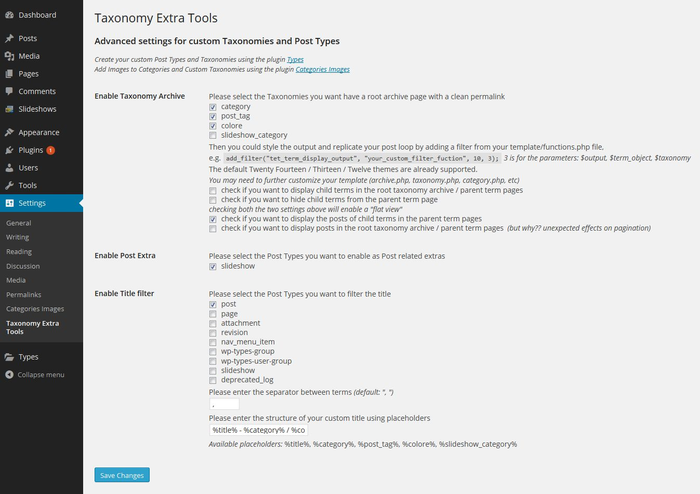 Dashboard
Posts
Media
Pages
Comments
Slideshows
Appearance
Plugins 1
Users
Tools
Settings
General
Writing
Reading
Discussion
Media
Permalinks
Categories Images
Taxonomy Extra
Tools
Types
Collapse menu
Taxonomy Extra Tools
Advanced settings for custom Taxonomies and Post Types
Create your custom Post Types and Taxonomies using the plugin Types
Add Images to Categories and Custom Taxonomies using the plugin Categories Images
Enable Taxonomy Archive
Please select the Taxonomies you want have a root archive page with a clean permalink
category
post_tag
colore
slideshow_category
Then you could style the output and replicate your post loop by adding a filter from your template/functions.php file,
e.g. add_filter("tet_term_display_output", "your_custom_filter_fuction", 10, 3); 3 is for the parameters: $output, $term_object, $taxonomy
The default Twenty Fourteen / Thirteen / Twelve themes are already supported.
You may need to further customize your template (archive.php, taxonomy.php, category.php, etc)
check if you want to display child terms in the root taxonomy archive / parent term pages
check if you want to hide child terms from the parent term page
checking both the two settings above will enable a "flat view"
check if you want to display the posts of child terms in the parent term pages
check if you want to display posts in the root taxonomy archive / parent term pages (but why?? unexpected effects on pagination)
Enable Post Extra
Please select the Post Types you want to enable as Post related extras
slideshow
Enable Title filter
Please select the Post Types you want to filter the title
post
page
attachment
revision
nav_menu_item
wp-types-group
wp-types-user-group
slideshow
deprecated_log
Please enter the separator between terms (default: ", ")
,
Please enter the structure of your custom title using placeholders
%title% - %category% / %co
Available placeholders: %title%, %category%, %post_tag%, %colore%, %slideshow_category%
Save Changes